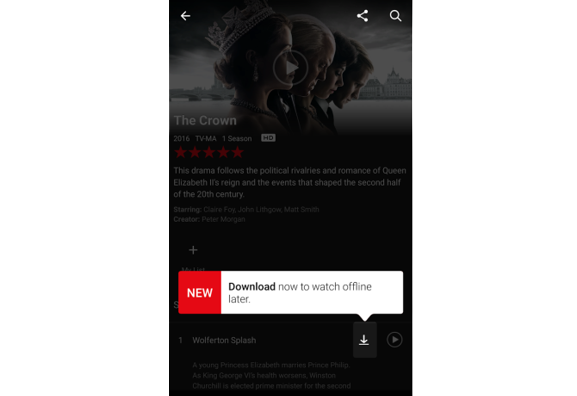 The Crown
2016 TV-MA 1 Season HD
This drama follows the political rivalries and romance of Queen
Elizabeth II's reign and the events that shaped the second half
of the 20th century.
Starring: Claire Foy, John Lithgow, Matt Smith
Creator: Peter Morgan
My List
NEW
Download now to watch offline
later.
S
1 Wolferton Splash
A young Princess Elizabeth marries Prince Philip.
As King George VI's health worsens, Winston
Churchill is elected prime minister for the second